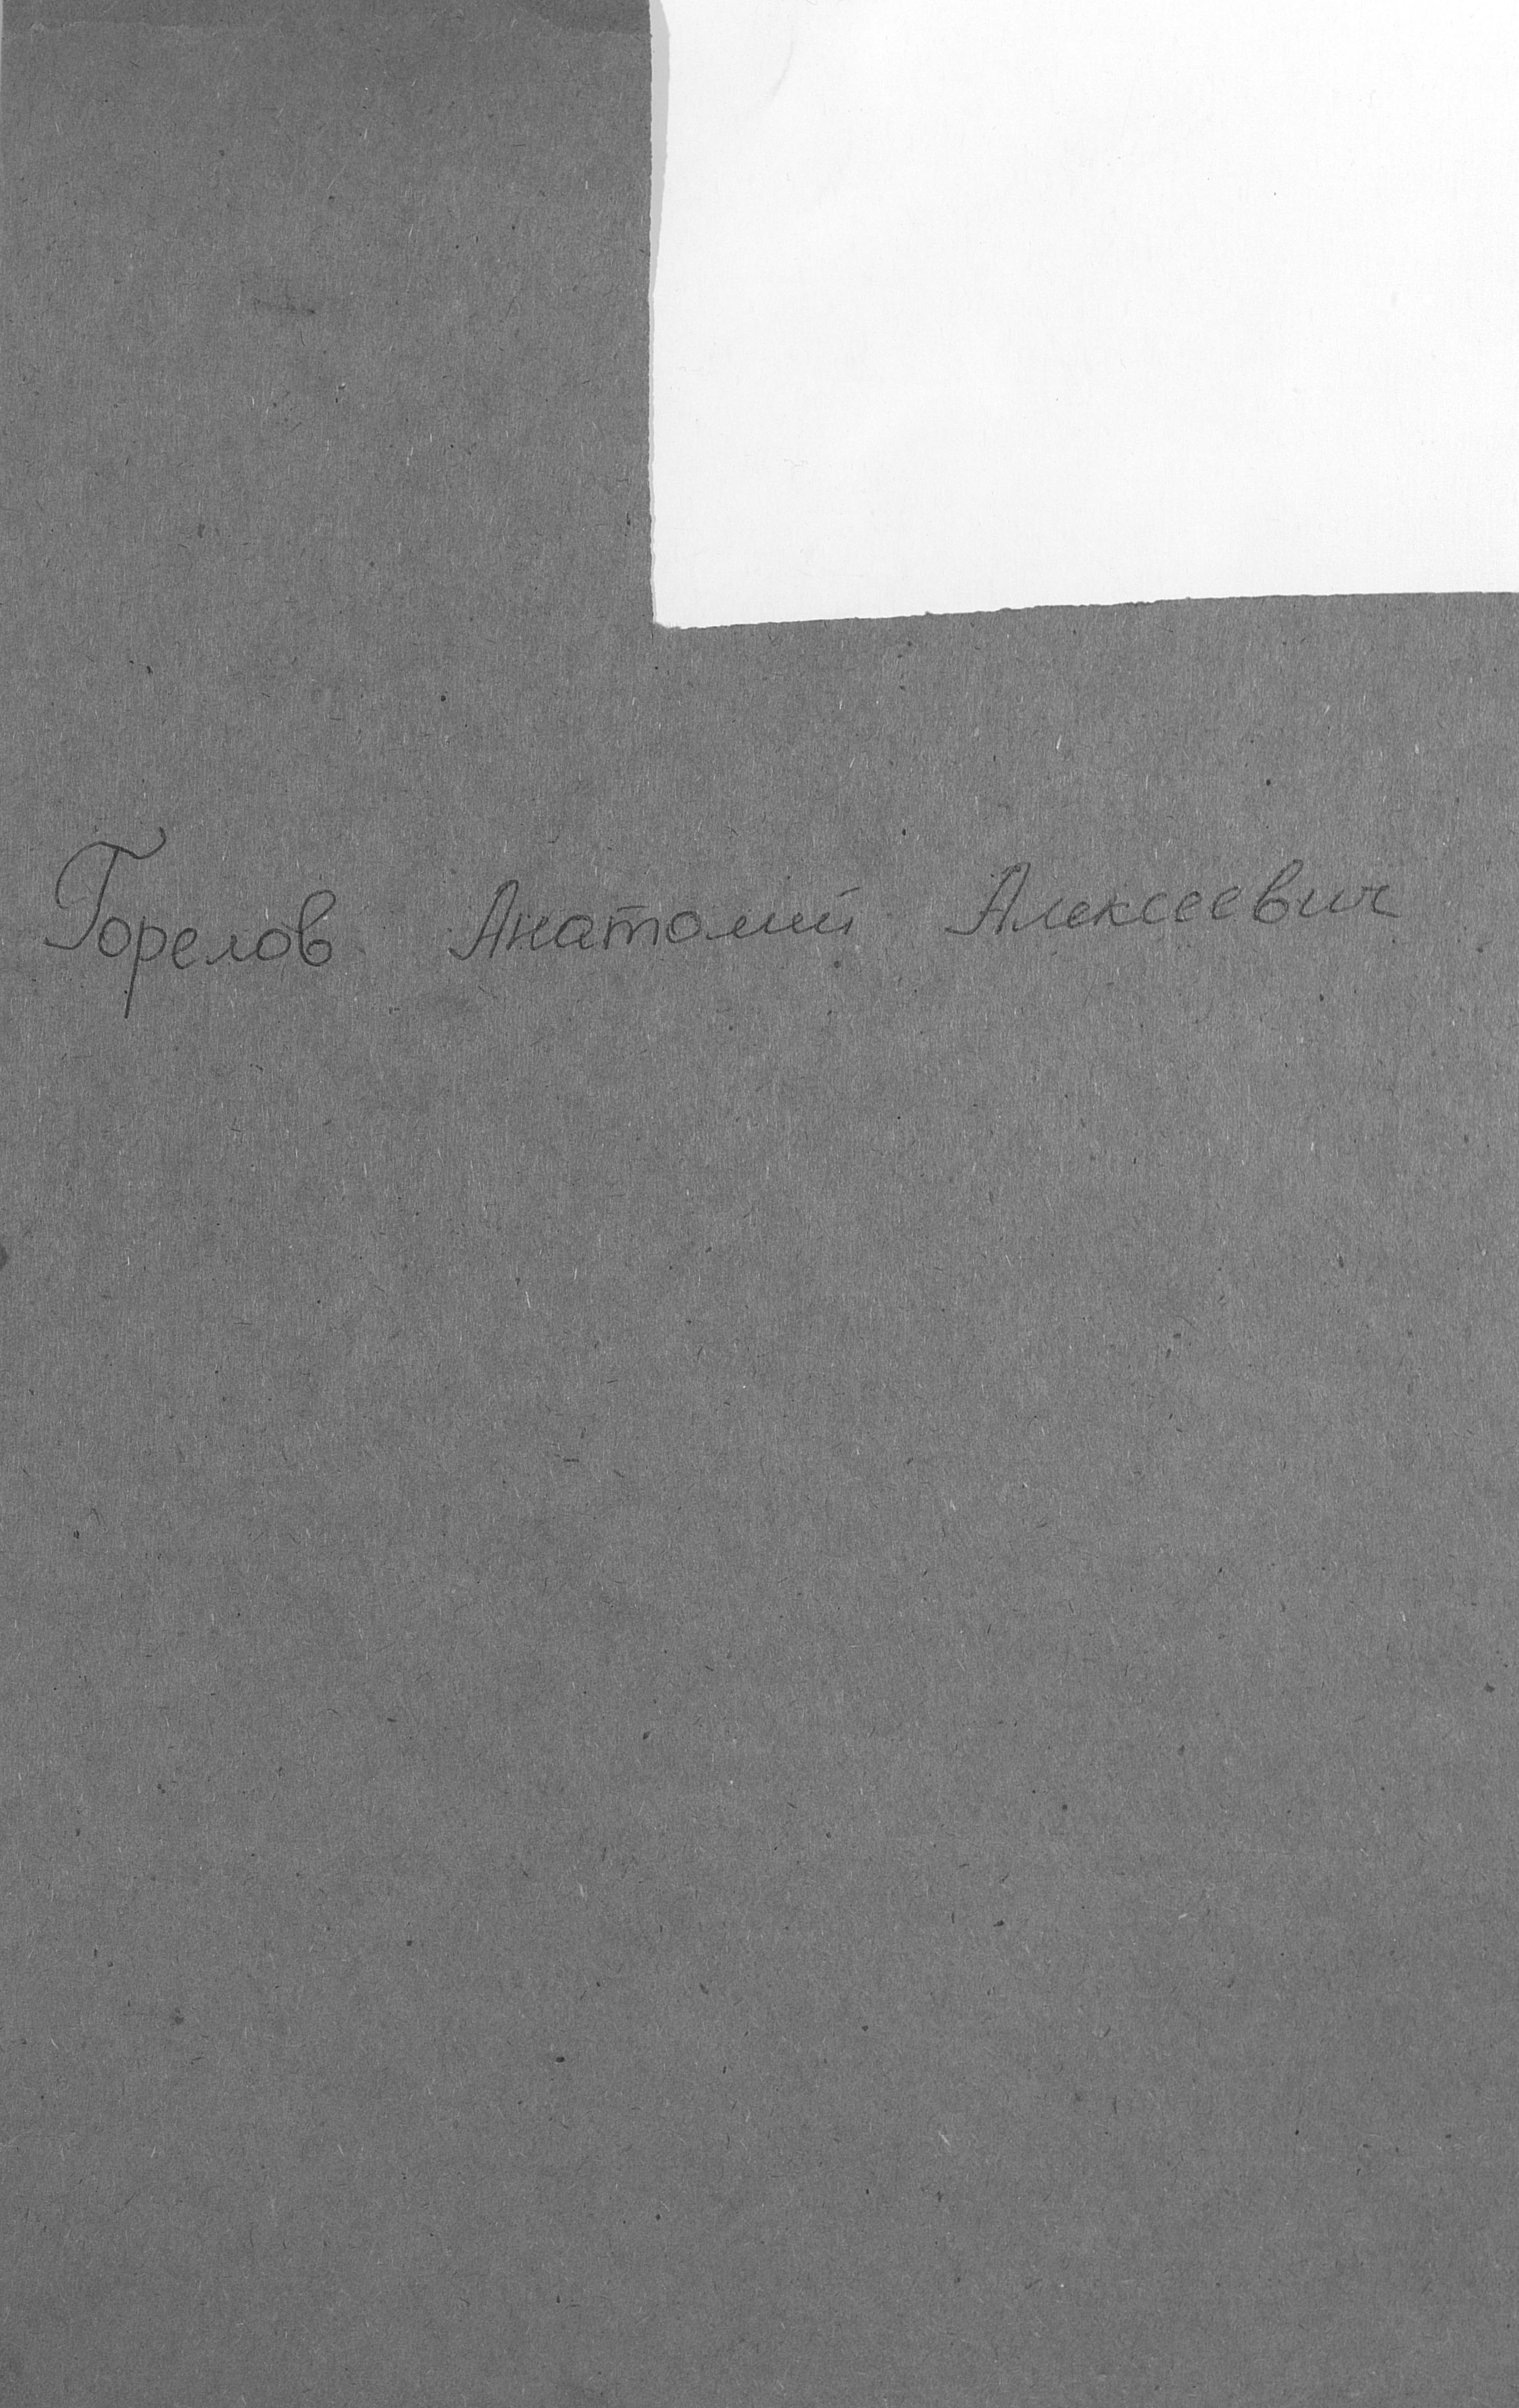 Горелов Анатолий Алексеевич